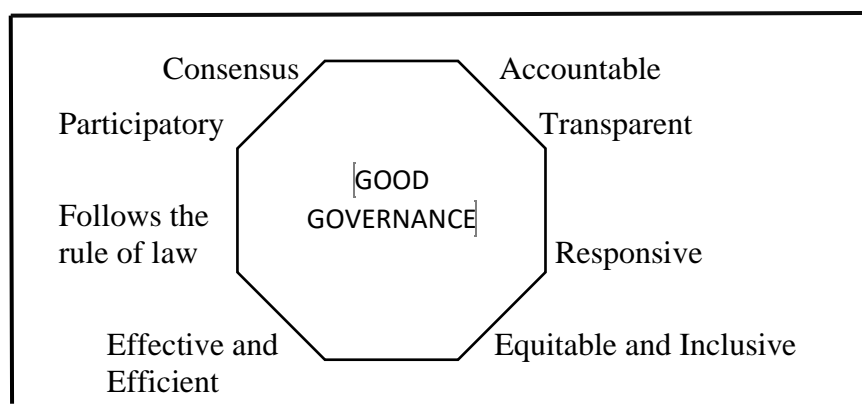 Consensus
Accountable
Participatory
Transparent
GOOD
GOVERNANCE
Follows the
rule of law
Responsive
Effective and
Efficient
Equitable and Inclusive